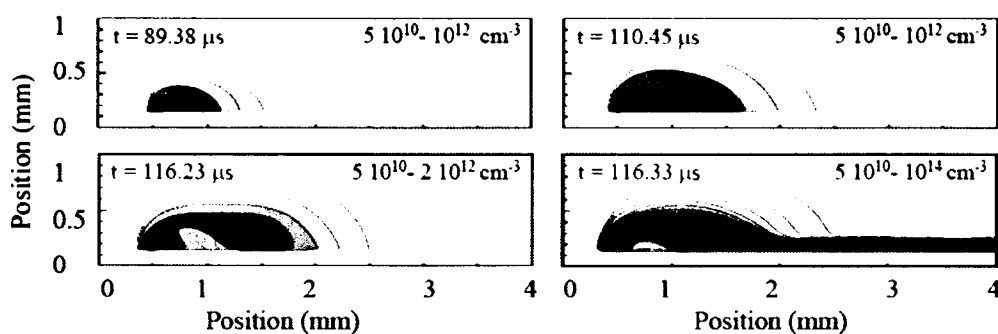 1
t = 89.38 μs
5 10¹⁰- 10¹² cm⁻³
0.5
0
t = 110.45 μs
5 10¹⁰- 10¹² cm⁻³
Position (mm)
1
t = 116.23 μs
5 10¹⁰- 2 10¹² cm⁻³
0.5
0
t = 116.33 μs
5 10¹⁰- 10¹⁴ cm⁻³
0 1 2 3 4
0 1 2 3 4
Position (mm)
Position (mm)